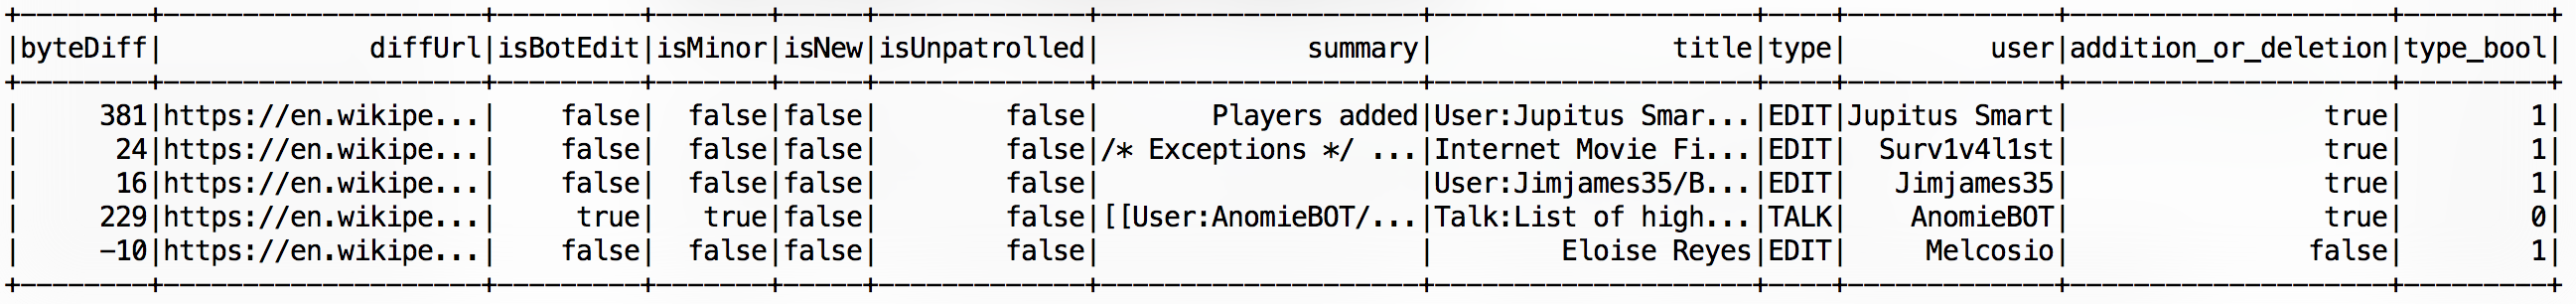 +--------+--------------------+---------+-------+-----+-------------+--------------------+--------------------+----+-------------+--------------------+---------+
|byteDiff|             diffUrl|isBotEdit|isMinor|isNew|isUnpatrolled|             summary|               title|type|         user|addition_or_deletion|type_bool|
+--------+--------------------+---------+-------+-----+-------------+--------------------+--------------------+----+-------------+--------------------+---------+
|     381|https://en.wikipe...|    false|  false|false|        false|       Players added|User:Jupitus Smar...|EDIT|Jupitus Smart|                true|        1|
|      24|https://en.wikipe...|    false|  false|false|        false|/* Exceptions */ ...|Internet Movie Fi...|EDIT|  Surv1v4l1st|                true|        1|
|      16|https://en.wikipe...|    false|  false|false|        false|                    |User:Jimjames35/B...|EDIT|   Jimjames35|                true|        1|
|     229|https://en.wikipe...|     true|   true|false|        false|[[User:AnomieBOT/...|Talk:List of high...|TALK|    AnomieBOT|                true|        0|
|     -10|https://en.wikipe...|    false|  false|false|        false|                    |        Eloise Reyes|EDIT|     Melcosio|               false|        1|
+--------+--------------------+---------+-------+-----+-------------+--------------------+--------------------+----+-------------+--------------------+---------+